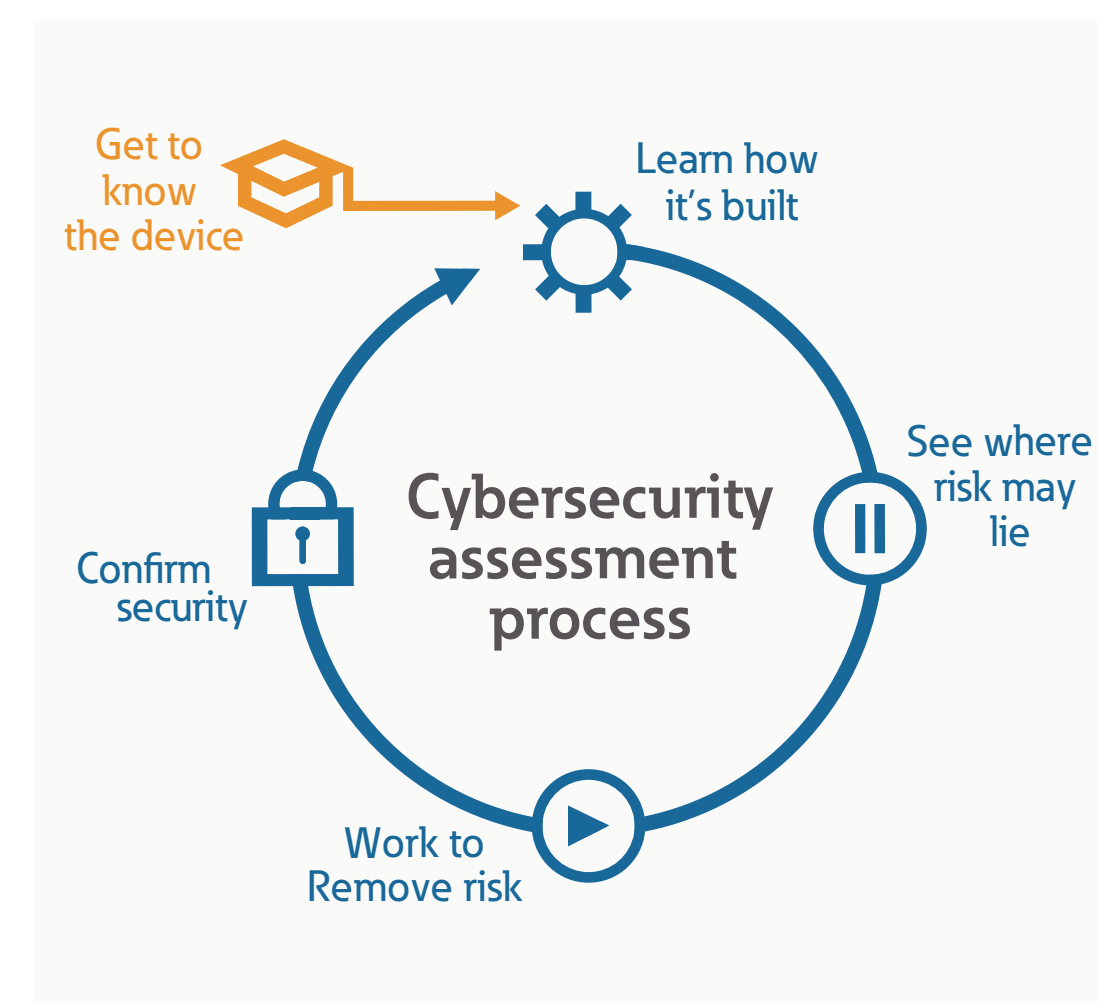 Get to
know
the device
Learn how
it's built
See where
risk may
lie
Cybersecurity
assessment
process
Confirm
security
Work to
Remove risk